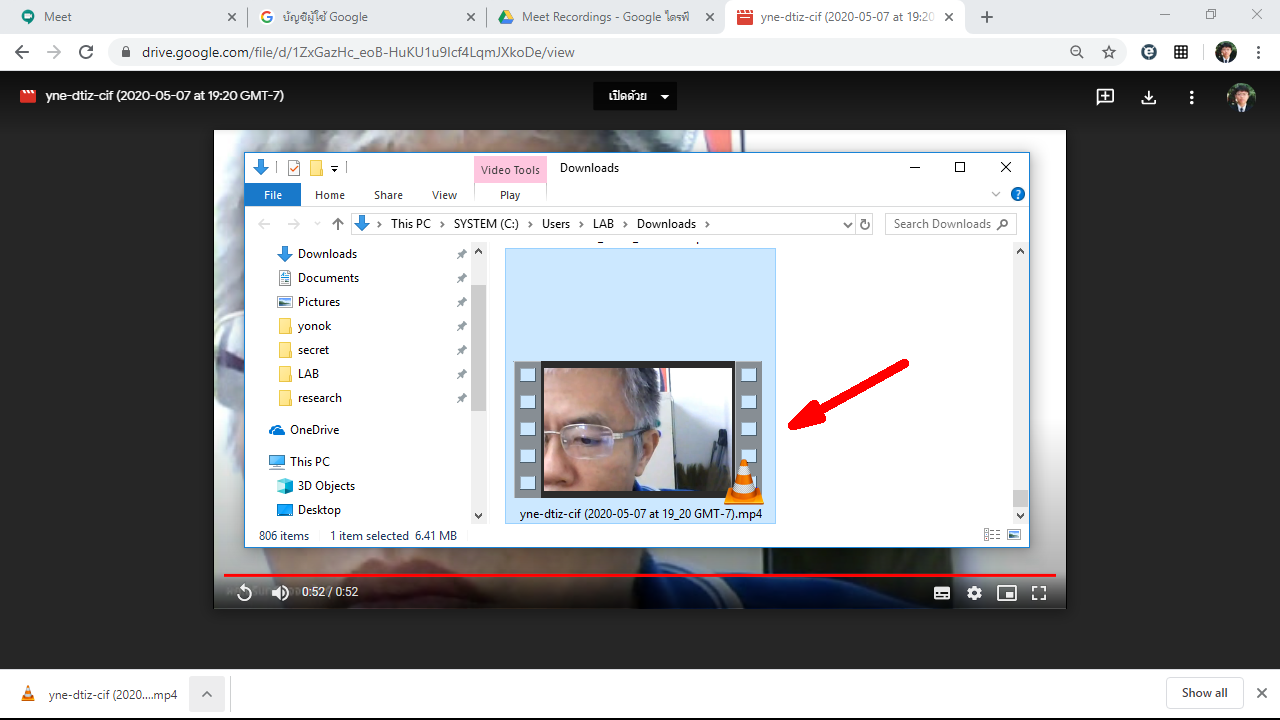 Meet
บัญชีผู้ใช้ Google
Meet Recordings - Google ไดรฟ์
yne-dtiz-cif (2020-05-07 at 19:20
drive.google.com/file/d/1ZxGazHc_eoB-HuKU1u9Icf4LqmJXkoDe/view
yne-dtiz-cif (2020-05-07 at 19:20 GMT-7)
เปิดด้วย
Video Tools
Downloads
File
Home
Share
View
Play
This PC
SYSTEM (C:)
Users
LAB
Downloads
Search Downloads
Downloads
Documents
Pictures
yonok
secret
LAB
research
OneDrive
This PC
3D Objects
Desktop
yne-dtiz-cif (2020-05-07 at 19_20 GMT-7).mp4
806 items
1 item selected 6.41 MB
0:52 / 0:52
yne-dtiz-cif (2020....mp4
Show all